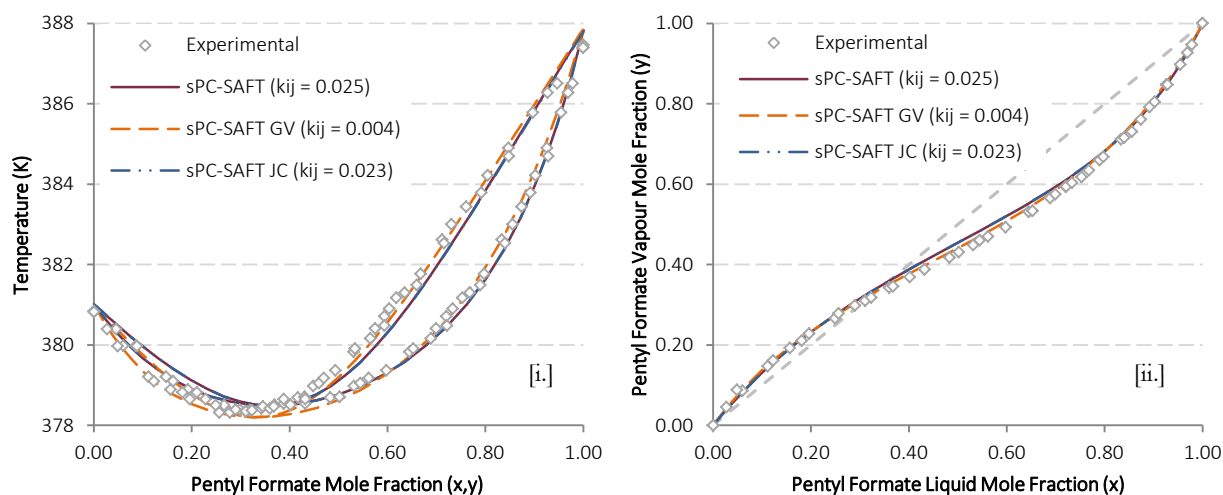 388
386
384
382
380
378
Temperature (K)
Experimental
sPC-SAFT (kij = 0.025)
sPC-SAFT GV (kij = 0.004)
sPC-SAFT JC (kij = 0.023)
[i.]
0.00 0.20 0.40 0.60 0.80 1.00
Pentyl Formate Mole Fraction (x,y)
1.00
0.80
0.60
0.40
0.20
0.00
Pentyl Formate Vapour Mole Fraction (y)
Experimental
sPC-SAFT (kij = 0.025)
sPC-SAFT GV (kij = 0.004)
sPC-SAFT JC (kij = 0.023)
[ii.]
0.00 0.20 0.40 0.60 0.80 1.00
Pentyl Formate Liquid Mole Fraction (x)